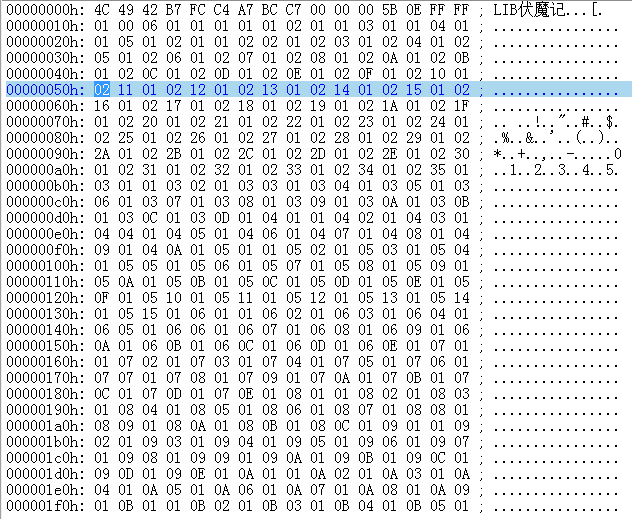 00000000h: 4C 49 42 B7 FC C4 A7 BC C7 00 00 00 5B 0E FF FF ; LIB伏魔记...[.
00000010h: 01 00 06 01 01 01 01 01 02 01 01 03 01 01 04 01 ; ................
00000020h: 01 05 01 02 01 01 02 02 01 02 03 01 02 04 01 02 ; ................
00000030h: 05 01 02 06 01 02 07 01 02 08 01 02 0A 01 02 0B ; ................
00000040h: 01 02 0C 01 02 0D 01 02 0E 01 02 0F 01 02 10 01 ; ................
00000050h: 02 11 01 02 12 01 02 13 01 02 14 01 02 15 01 02 ; ................
00000060h: 16 01 02 17 01 02 18 01 02 19 01 02 1A 01 02 1F ; ................
00000070h: 01 02 20 01 02 21 01 02 22 01 02 23 01 02 24 01 ; .. ..!.."..#..$.
00000080h: 02 25 01 02 26 01 02 27 01 02 28 01 02 29 01 02 ; .%..&..'..(..)..
00000090h: 2A 01 02 2B 01 02 2C 01 02 2D 01 02 2E 01 02 30 ; *..+..,..-.....0
000000a0h: 01 02 31 01 02 32 01 02 33 01 02 34 01 02 35 01 ; ..1..2..3..4..5.
000000b0h: 03 01 01 03 02 01 03 03 01 03 04 01 03 05 01 03 ; ................
000000c0h: 06 01 03 07 01 03 08 01 03 09 01 03 0A 01 03 0B ; ................
000000d0h: 01 03 0C 01 03 0D 01 04 01 01 04 02 01 04 03 01 ; ................
000000e0h: 04 04 01 04 05 01 04 06 01 04 07 01 04 08 01 04 ; ................
000000f0h: 09 01 04 0A 01 05 01 01 05 02 01 05 03 01 05 04 ; ................
00000100h: 01 05 05 01 05 06 01 05 07 01 05 08 01 05 09 01 ; ................
00000110h: 05 0A 01 05 0B 01 05 0C 01 05 0D 01 05 0E 01 05 ; ................
00000120h: 0F 01 05 10 01 05 11 01 05 12 01 05 13 01 05 14 ; ................
00000130h: 01 05 15 01 06 01 01 06 02 01 06 03 01 06 04 01 ; ................
00000140h: 06 05 01 06 06 01 06 07 01 06 08 01 06 09 01 06 ; ................
00000150h: 0A 01 06 0B 01 06 0C 01 06 0D 01 06 0E 01 07 01 ; ................
00000160h: 01 07 02 01 07 03 01 07 04 01 07 05 01 07 06 01 ; ................
00000170h: 07 07 01 07 08 01 07 09 01 07 0A 01 07 0B 01 07 ; ................
00000180h: 0C 01 07 0D 01 07 0E 01 08 01 01 08 02 01 08 03 ; ................
00000190h: 01 08 04 01 08 05 01 08 06 01 08 07 01 08 08 01 ; ................
000001a0h: 08 09 01 08 0A 01 08 0B 01 08 0C 01 09 01 01 09 ; ................
000001b0h: 02 01 09 03 01 09 04 01 09 05 01 09 06 01 09 07 ; ................
000001c0h: 01 09 08 01 09 09 01 09 0A 01 09 0B 01 09 0C 01 ; ................
000001d0h: 09 0D 01 09 0E 01 0A 01 01 0A 02 01 0A 03 01 0A ; ................
000001e0h: 04 01 0A 05 01 0A 06 01 0A 07 01 0A 08 01 0A 09 ; ................
000001f0h: 01 0B 01 01 0B 02 01 0B 03 01 0B 04 01 0B 05 01 ; ................